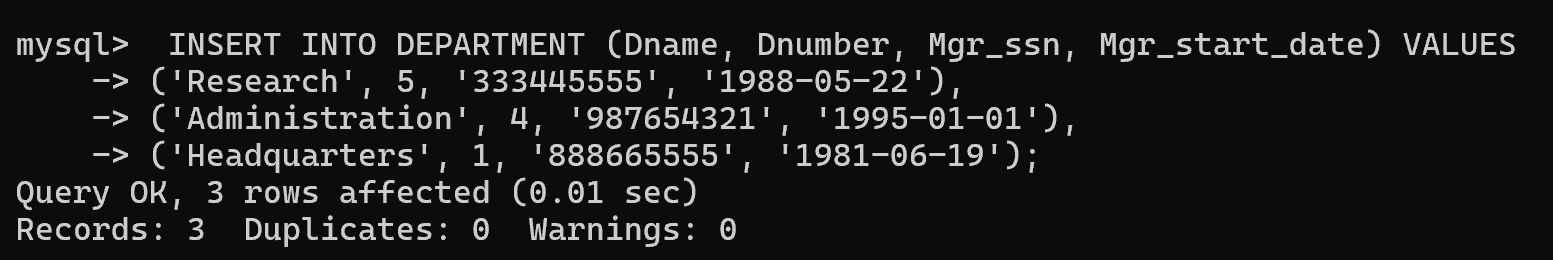 mysql>  INSERT INTO DEPARTMENT (Dname, Dnumber, Mgr_ssn, Mgr_start_date) VALUES
    -> ('Research', 5, '333445555', '1988-05-22'),
    -> ('Administration', 4, '987654321', '1995-01-01'),
    -> ('Headquarters', 1, '888665555', '1981-06-19');
Query OK, 3 rows affected (0.01 sec)
Records: 3  Duplicates: 0  Warnings: 0